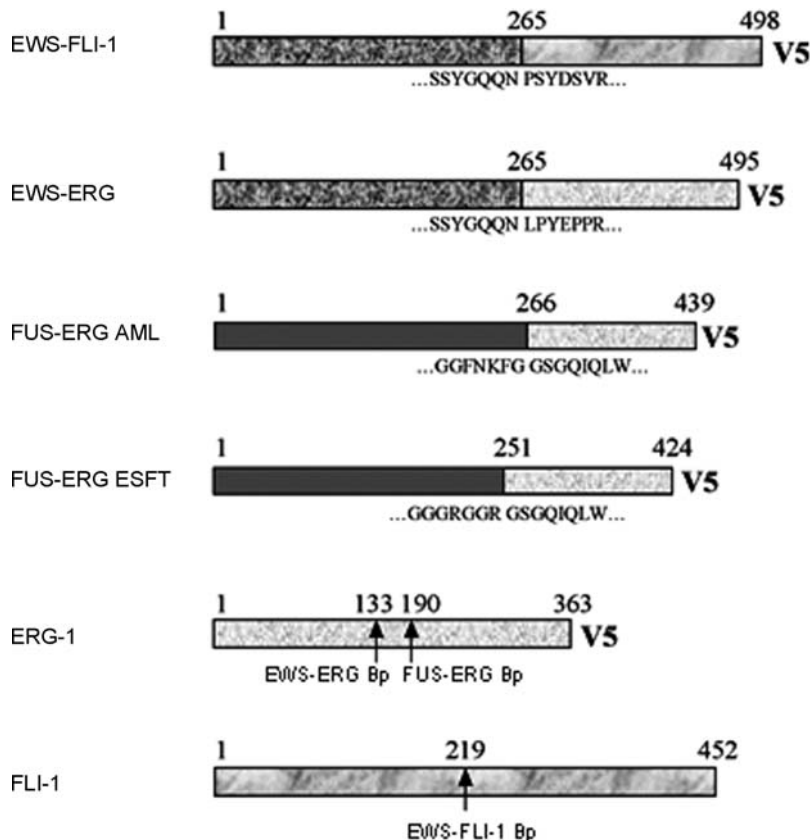 1 265 498
EWS-FLI-1 V5
...SSYGQQN PSYDSVR...
1 265 495
EWS-ERG V5
...SSYGQQN LPYEPPR...
1 266 439
FUS-ERG AML V5
...GGFNKFG GSGQIQLW...
1 251 424
FUS-ERG ESFT V5
...GGGRGGR GSGQIQLW...
1 133 190 363
ERG-1 V5
EWS-ERG Bp FUS-ERG Bp
1 219 452
FLI-1
EWS-FLI-1 Bp